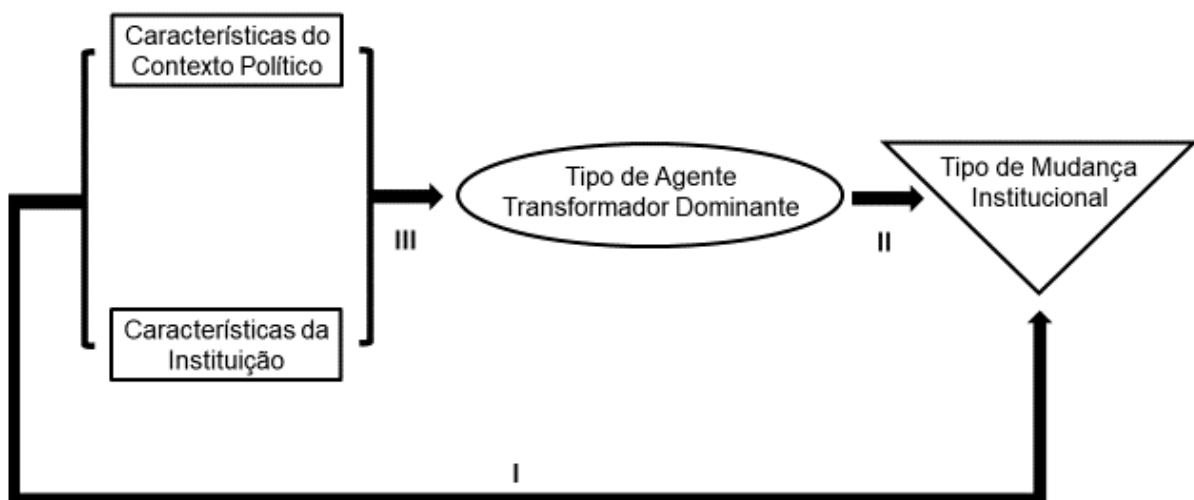 Características do
Contexto Político
Tipo de Agente
Transformador Dominante
Tipo de Mudança
Institucional
III
II
Características da
Instituição
I